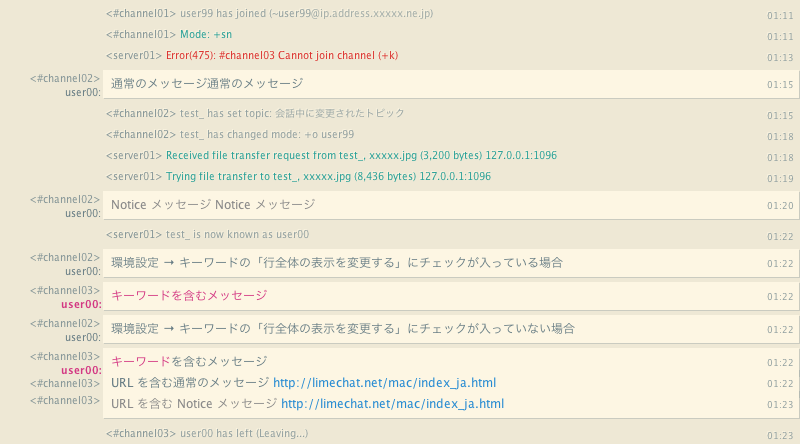 <#channel01> user99 has joined (~user99@ip.address.xxxxx.ne.jp) 01:11
<#channel01> Mode: +sn 01:11
<server01> Error(475): #channel03 Cannot join channel (+k) 01:13
<#channel02>
user00: 通常のメッセージ通常のメッセージ 01:15
<#channel02> test_ has set topic: 会話中に変更されたトピック 01:15
<#channel02> test_ has changed mode: +o user99 01:18
<server01> Received file transfer request from test_, xxxxx.jpg (3,200 bytes) 127.0.0.1:1096 01:18
<server01> Trying file transfer to test_, xxxxx.jpg (8,436 bytes) 127.0.0.1:1096 01:19
<#channel02>
user00: Notice メッセージ Notice メッセージ 01:20
<server01> test_ is now known as user00 01:22
<#channel02>
user00: 環境設定 → キーワードの「行全体の表示を変更する」にチェックが入っている場合 01:22
<#channel03>
user00: キーワードを含むメッセージ 01:22
<#channel02>
user00: 環境設定 → キーワードの「行全体の表示を変更する」にチェックが入っていない場合 01:22
<#channel03>
user00: キーワードを含むメッセージ 01:22
<#channel03> URL を含む通常のメッセージ http://limechat.net/mac/index_ja.html 01:22
<#channel03> URL を含む Notice メッセージ http://limechat.net/mac/index_ja.html 01:23
<#channel03> user00 has left (Leaving...) 01:23